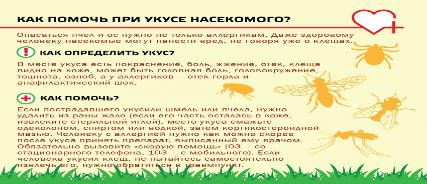 КАК ПОМОЧЬ ПРИ УКУСЕ НАСЕКОМОГО?
Опасаться пчел и ос нужно не только аллергикам. Даже здоровому
человеку насекомые могут нанести вред, не говоря уже о клещах.
КАК ОПРЕДЕЛИТЬ УКУС?
В месте укуса есть покраснение, боль, жжение, отек, клеща
видно на коже, может быть головная боль, головокружение,
тошнота, озноб, а у аллергиков – отек горла и
анафилактический шок.
КАК ПОМОЧЬ?
Если пострадавшего укусили шмель или пчела, нужно
удалить из раны жало (если его часть осталась в коже,
извлеките стерильной иглой), место укуса смажьте
одеколоном, спиртом или водкой, затем кортикостероидной
мазью. Человеку с аллергией нужно как можно скорее
после укуса принять препарат, выписанный ему врачом.
Обязательно вызовите «скорую помощь» (03 – со
стационарного телефона, 103 – с мобильного). Если
человека укусил клещ, не пытайтесь самостоятельно
извлечь его, нужно обратиться в травмпункт.